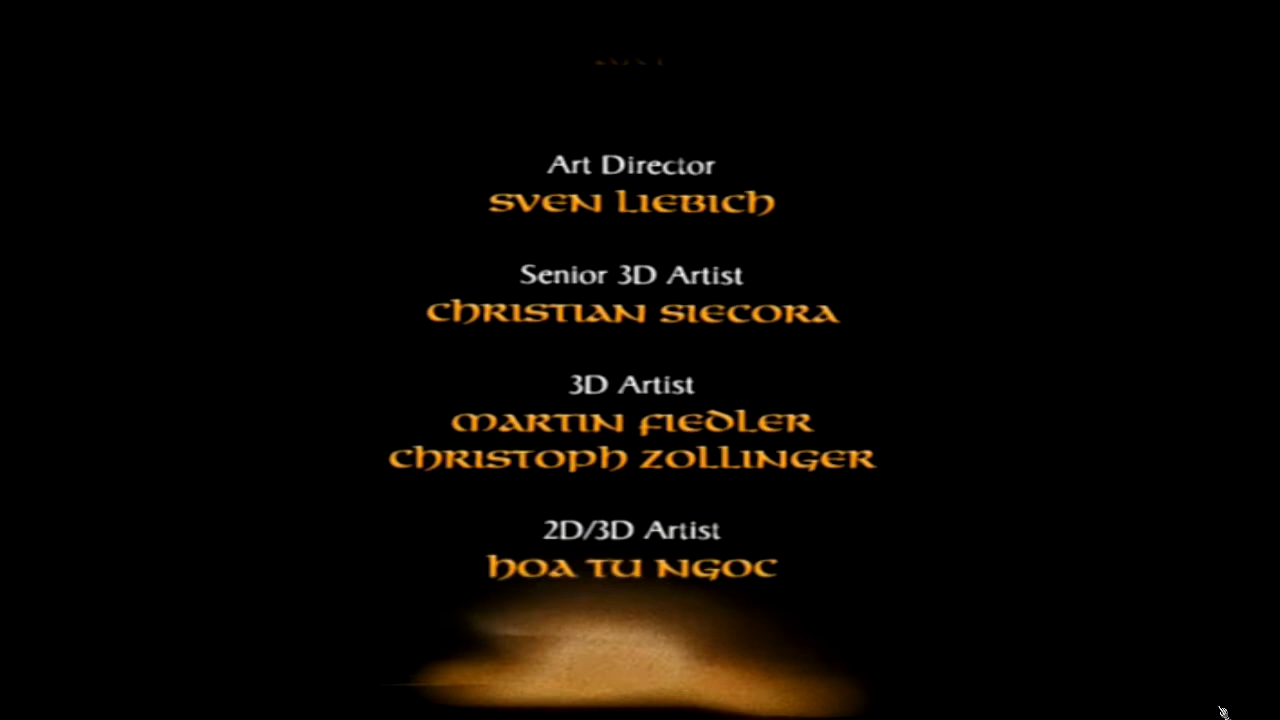 Art Director
SVEN LIEBICH
Senior 3D Artist
CHRISTIAN SIECORA
3D Artist
MARTIN FIEDLER
CHRISTOPH ZOLLINGER
2D/3D Artist
HOA TU NGOC